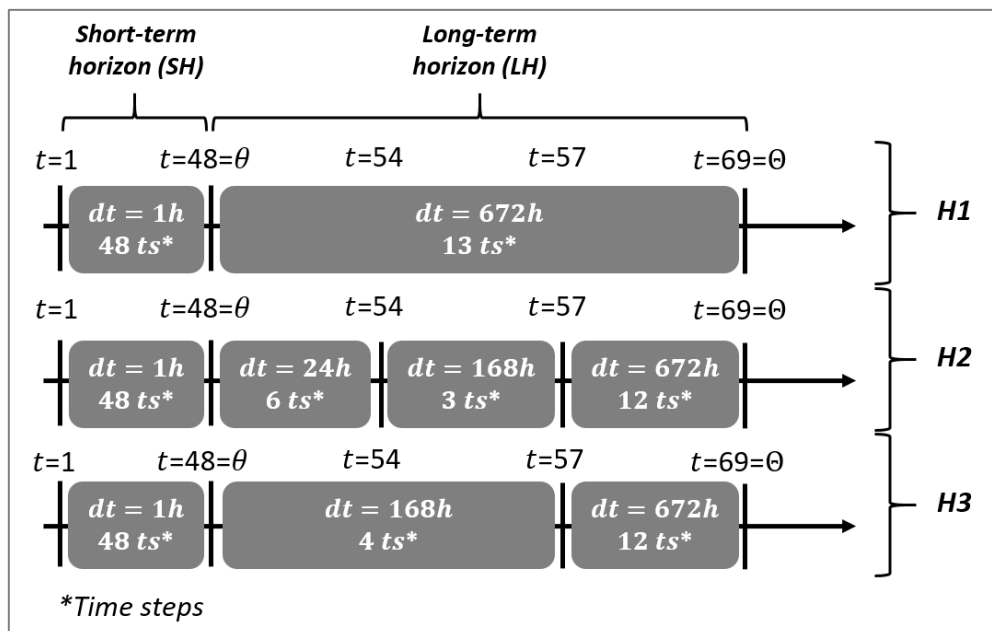 Short-term horizon (SH)
Long-term horizon (LH)
t=1 t=48=θ t=54 t=57 t=69=Θ
dt = 1h
48 ts*
dt = 672h
13 ts*
H1
t=1 t=48=θ t=54 t=57 t=69=Θ
dt = 1h
48 ts*
dt = 24h
6 ts*
dt = 168h
3 ts*
dt = 672h
12 ts*
H2
t=1 t=48=θ t=54 t=57 t=69=Θ
dt = 1h
48 ts*
dt = 168h
4 ts*
dt = 672h
12 ts*
H3
*Time steps